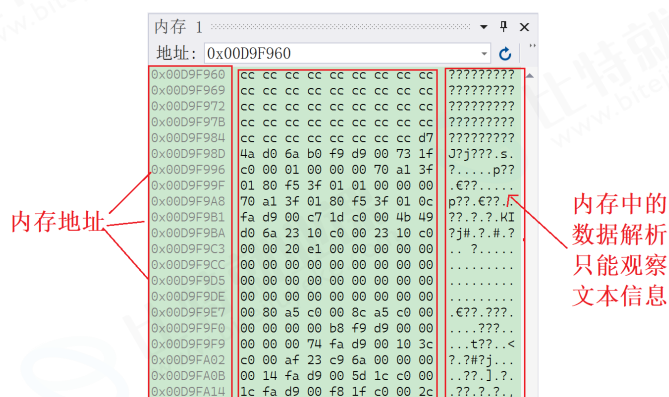 内存 1
地址: 0x00D9F960
0x00D9F960 cc cc cc cc cc cc cc cc cc ?????????
0x00D9F969 cc cc cc cc cc cc cc cc cc ?????????
0x00D9F972 cc cc cc cc cc cc cc cc cc ?????????
0x00D9F97B cc cc cc cc cc cc cc cc cc ?????????
0x00D9F984 cc cc cc cc cc cc cc cc d7 ?????????
0x00D9F98D 4a d0 6a b0 f9 d9 00 73 1f J?j???.s.
0x00D9F996 c0 00 01 00 00 00 70 a1 3f ?.....p??
0x00D9F99F 01 80 f5 3f 01 01 00 00 00 .€??.....
0x00D9F9A8 70 a1 3f 01 80 f5 3f 01 0c p??.€??./
0x00D9F9B1 fa d9 00 c7 1d c0 00 4b 49 ??.?.?.KI
0x00D9F9BA d0 6a 23 10 c0 00 23 10 c0 ?j#.?.#.?
0x00D9F9C3 00 00 20 e1 00 00 00 00 00 .. ?.....
0x00D9F9CC 00 00 00 00 00 00 00 00 00 .........
0x00D9F9D5 00 00 00 00 00 00 00 00 00 .........
0x00D9F9DE 00 00 00 00 00 00 00 00 00 .........
0x00D9F9E7 00 80 a5 c0 00 8c a5 c0 00 .€??.???.
0x00D9F9F0 00 00 00 00 b8 f9 d9 00 00 ....???..
0x00D9F9F9 00 00 00 74 fa d9 00 10 3c ...t??..<
0x00D9FA02 c0 00 af 23 c9 6a 00 00 00 ?.?#?j...
0x00D9FA0B 00 14 fa d9 00 5d 1c c0 00 ..??.].?.
0x00D9FA14 1c fa d9 00 f8 1f c0 00 2c .??.?.?.,
内存地址
内存中的
数据解析
只能观察
文本信息